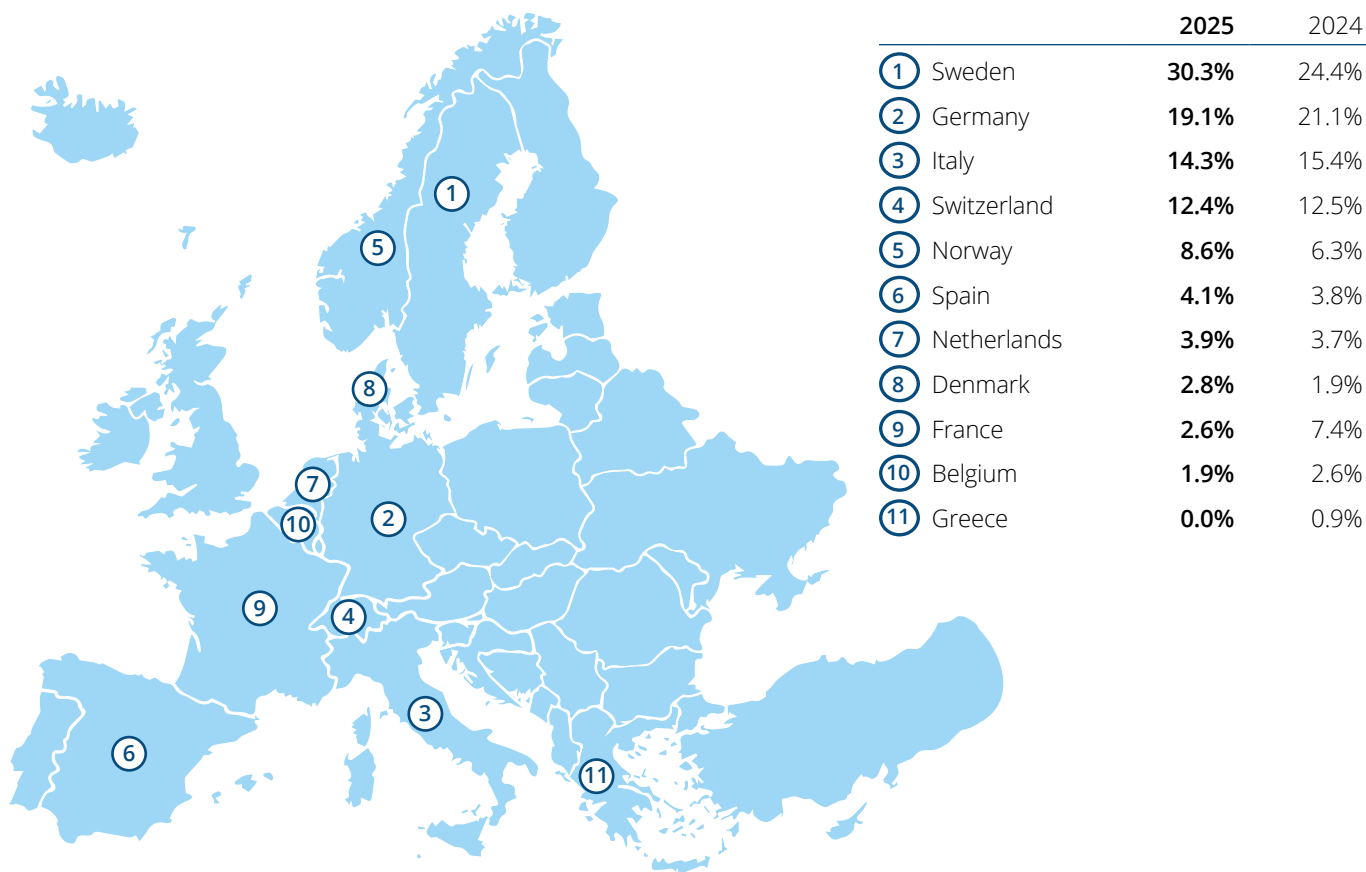 2025 2024
1 Sweden 30.3% 24.4%
2 Germany 19.1% 21.1%
3 Italy 14.3% 15.4%
4 Switzerland 12.4% 12.5%
5 Norway 8.6% 6.3%
6 Spain 4.1% 3.8%
7 Netherlands 3.9% 3.7%
8 Denmark 2.8% 1.9%
9 France 2.6% 7.4%
10 Belgium 1.9% 2.6%
11 Greece 0.0% 0.9%
1
5
8
7
10
2
9
4
3
6
11